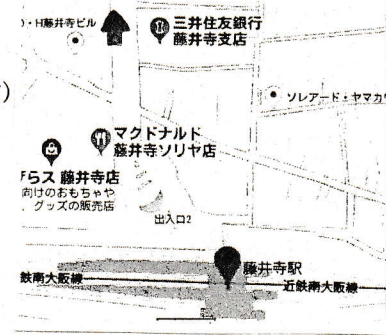 ・H藤井寺ビル
三井住友銀行
藤井寺支店
ソレアード・ヤマカワ
マクドナルド
藤井寺ソリヤ店
らス 藤井寺店
向けのおもちゃや
グッズの販売店
出入口2
藤井寺駅
鉄南大阪線
近鉄南大阪線